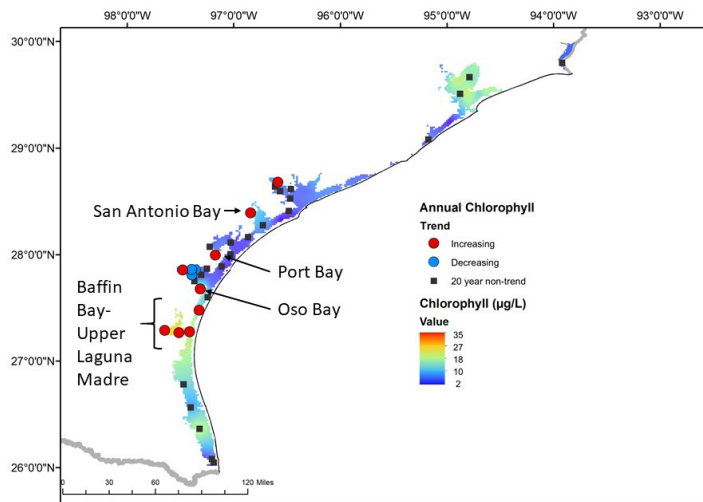 98°0'0"W 97°0'0"W 96°0'0"W 95°0'0"W 94°0'0"W 93°0'0"W
30°0'0"N
29°0'0"N
28°0'0"N
27°0'0"N
26°0'0"N
San Antonio Bay
Port Bay
Oso Bay
Baffin
Bay-
Upper
Laguna
Madre
Annual Chlorophyll
Trend
Increasing
Decreasing
20 year non-trend
Chlorophyll (µg/L)
Value
35
27
18
10
2
0 30 60 90 120 Miles